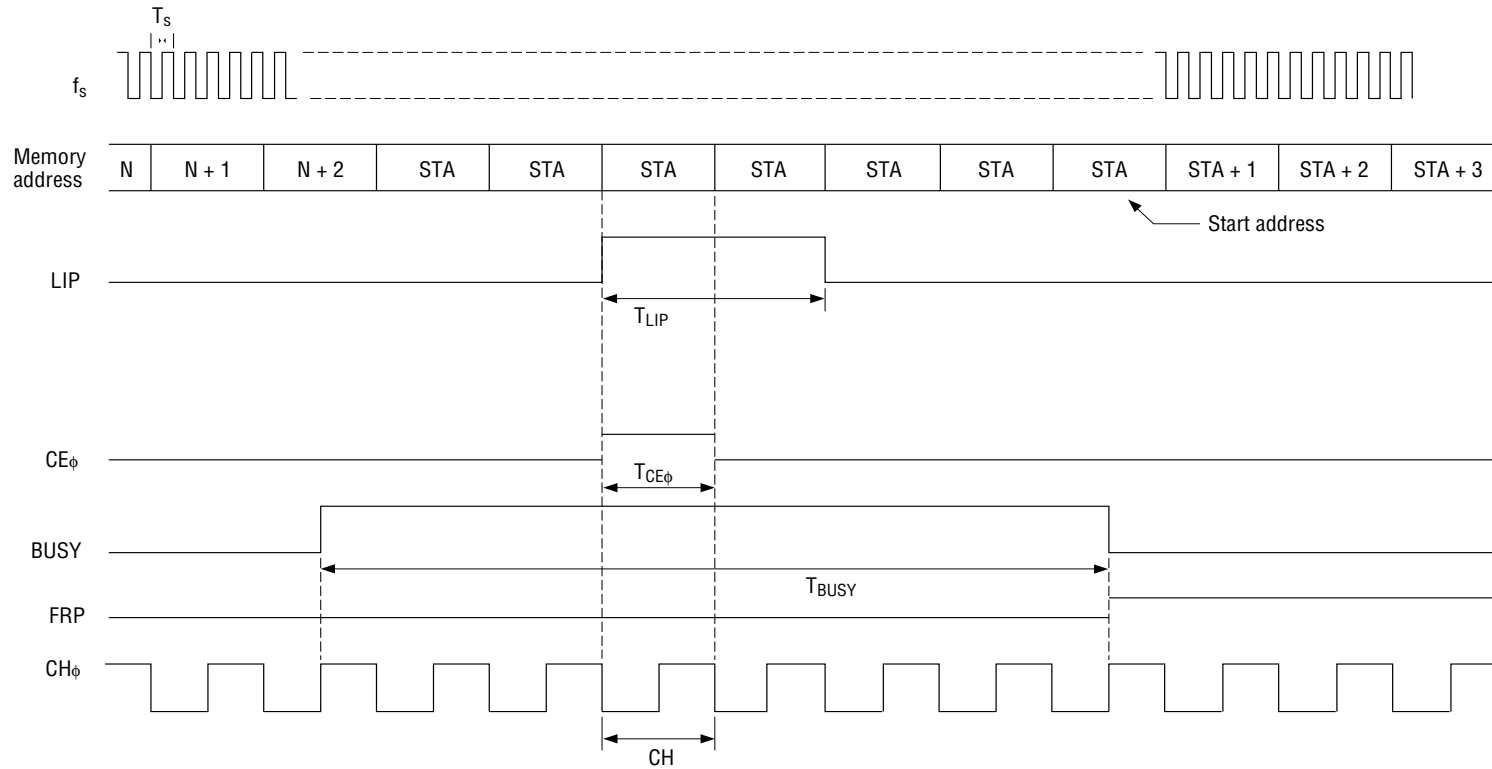 Ts
fs
Memory address
N
N + 1
N + 2
STA
STA
STA
STA
STA
STA
STA
STA + 1
STA + 2
STA + 3
Start address
LIP
TLIP
CEϕ
TCEϕ
BUSY
TBUSY
FRP
CHϕ
CH